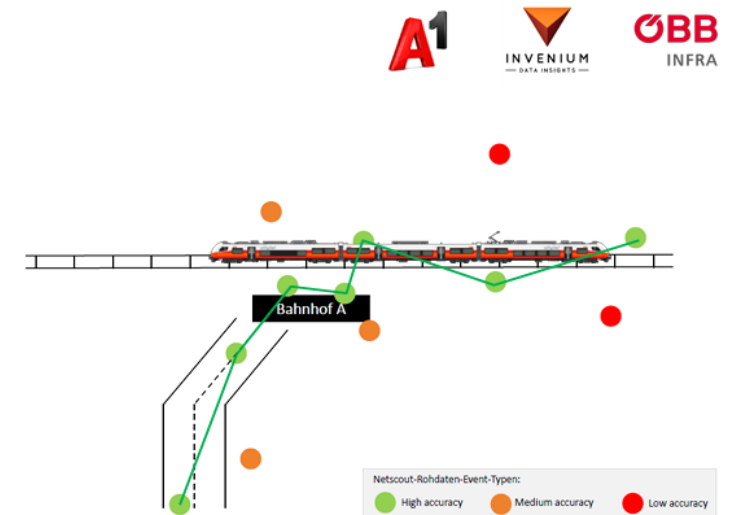 A1
INVENIUM
DATA INSIGHTS
ÖBB
INFRA
Bahnhof A
Netscout-Rohdaten-Event-Typen:
High accuracy Medium accuracy Low accuracy